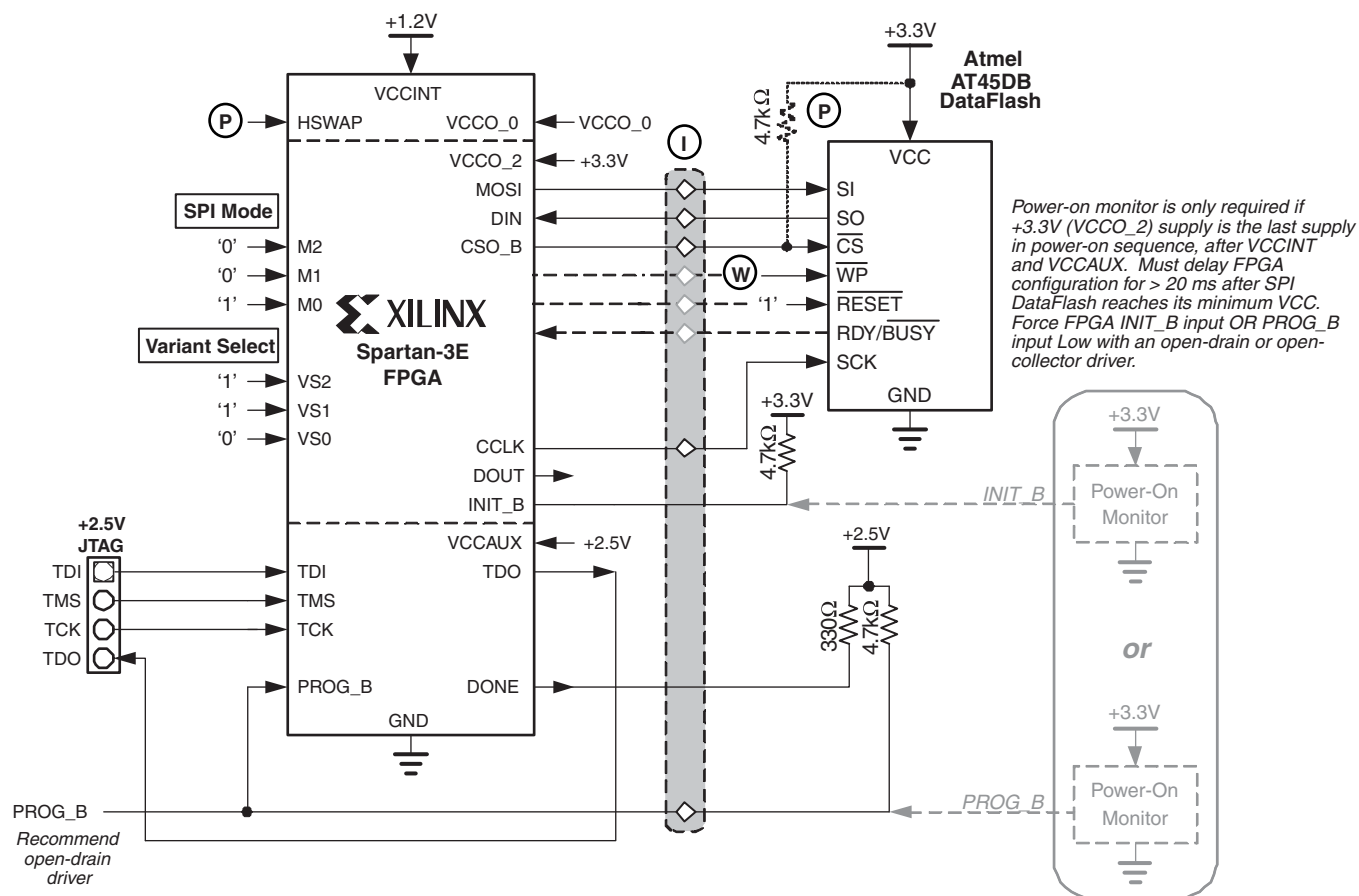 +1.2V
VCCINT
P
HSWAP
VCCO_0
VCCO_0
VCCO_2
+3.3V
MOSI
DIN
CSO_B
SPI Mode
'0'
M2
'0'
M1
'1'
M0
XILINX
Spartan-3E
FPGA
Variant Select
'1'
VS2
'1'
VS1
'0'
VS0
CCLK
DOUT
INIT_B
VCCAUX
+2.5V
TDO
+2.5V
JTAG
TDI
TMS
TCK
TDO
TDI
TMS
TCK
PROG_B
DONE
GND
PROG_B
Recommend
open-drain
driver
I
W
'1'
+3.3V
4.7kΩ
P
Atmel
AT45DB
DataFlash
VCC
SI
SO
CS
WP
RESET
RDY/BUSY
SCK
GND
+3.3V
4.7kΩ
+2.5V
330Ω
4.7kΩ
Power-on monitor is only required if
+3.3V (VCCO_2) supply is the last supply
in power-on sequence, after VCCINT
and VCCAUX. Must delay FPGA
configuration for > 20 ms after SPI
DataFlash reaches its minimum VCC.
Force FPGA INIT_B input OR PROG_B
input Low with an open-drain or open-
collector driver.
+3.3V
INIT_B
Power-On
Monitor
or
+3.3V
PROG_B
Power-On
Monitor